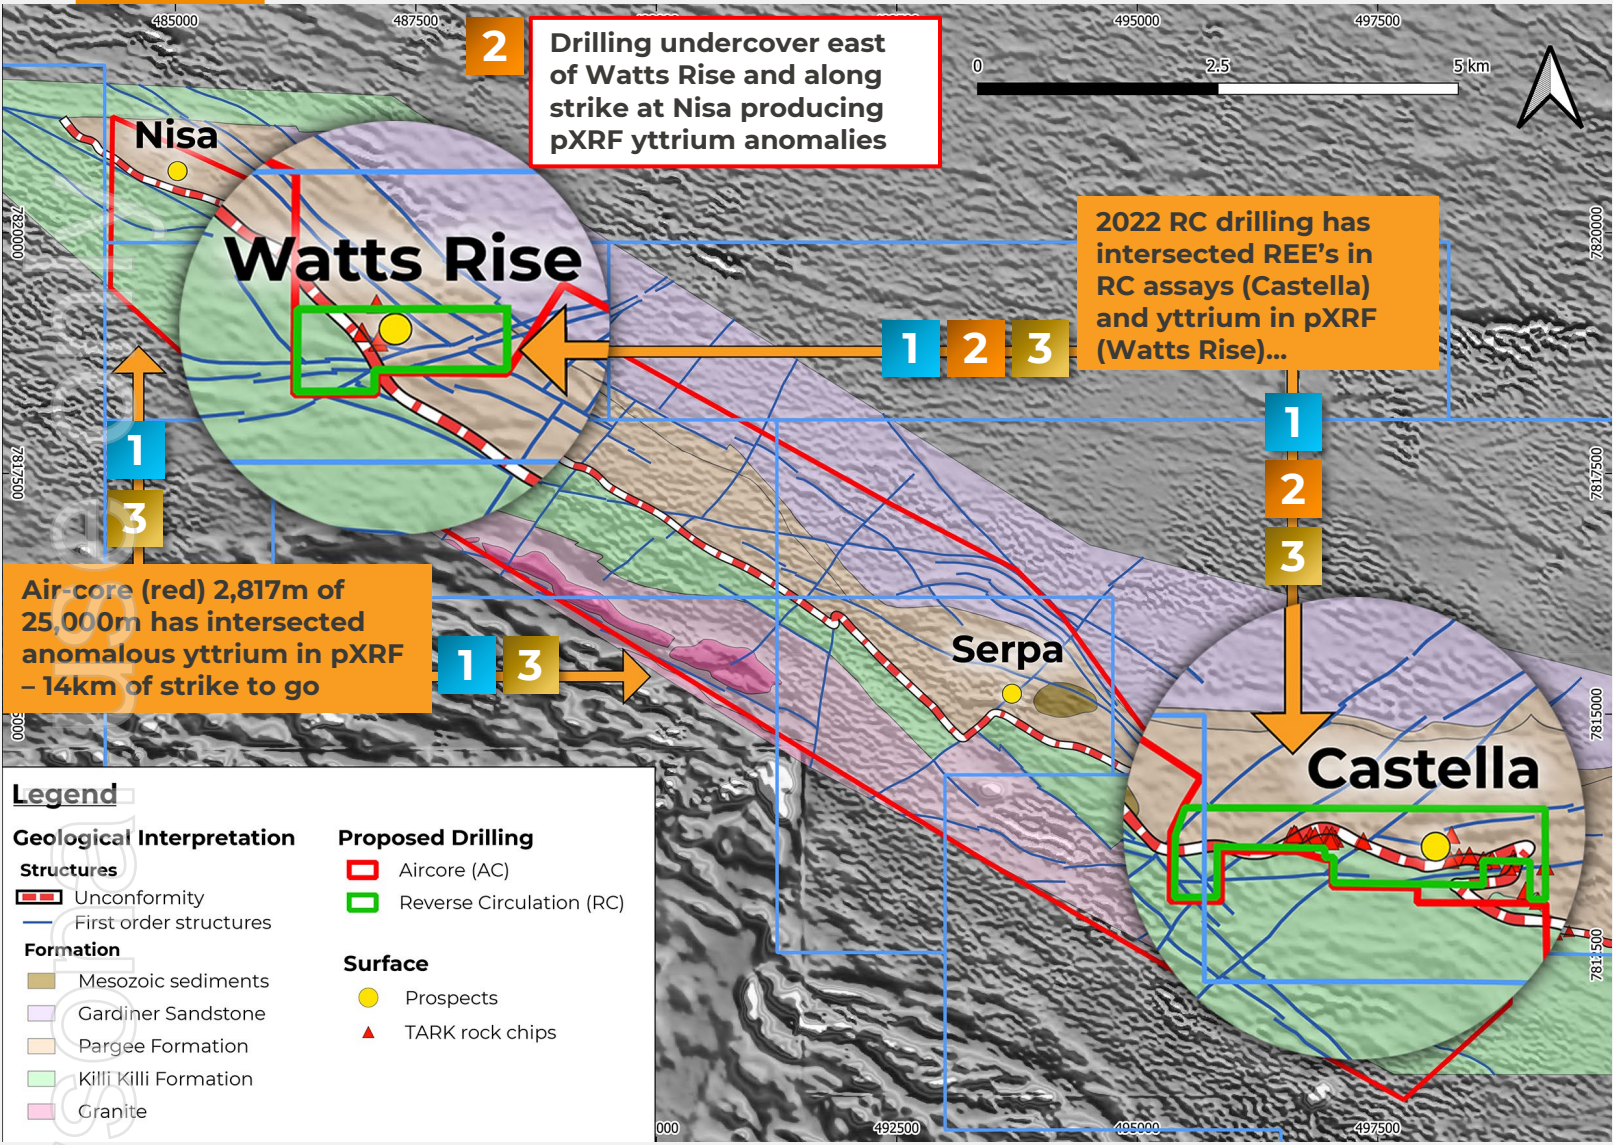 485000
487500
495000
497500
2
Drilling undercover east
of Watts Rise and along
strike at Nisa producing
pXRF yttrium anomalies
0
2.5
5 km
Nisa
7820000
7820000
2022 RC drilling has
intersected REE's in
RC assays (Castella)
and yttrium in pXRF
(Watts Rise)...
Watts Rise
1 2 3
1
2
3
1
3
7817500
7817500
Air-core (red) 2,817m of
25,000m has intersected
anomalous yttrium in pXRF
– 14km of strike to go
1 3
Serpa
7815000
Castella
7812500
Legend
Geological Interpretation
Structures
Unconformity
First order structures
Formation
Mesozoic sediments
Gardiner Sandstone
Pargee Formation
Killi Killi Formation
Granite
Proposed Drilling
Aircore (AC)
Reverse Circulation (RC)
Surface
Prospects
TARK rock chips
492500
495000
497500